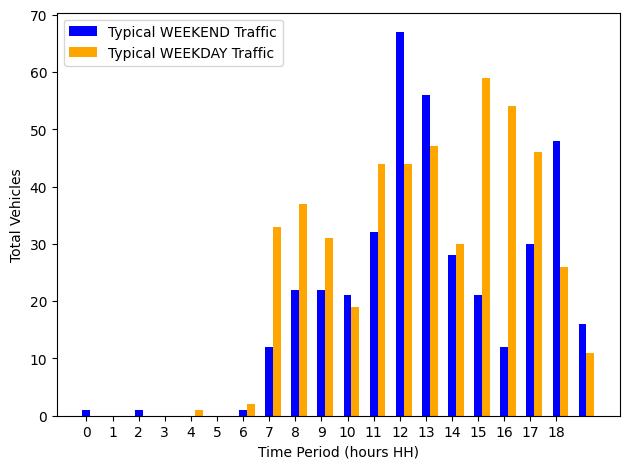 Typical WEEKEND Traffic
Typical WEEKDAY Traffic
70
60
50
40
30
20
10
0
Total Vehicles
0 1 2 3 4 5 6 7 8 9 10 11 12 13 14 15 16 17 18
Time Period (hours HH)